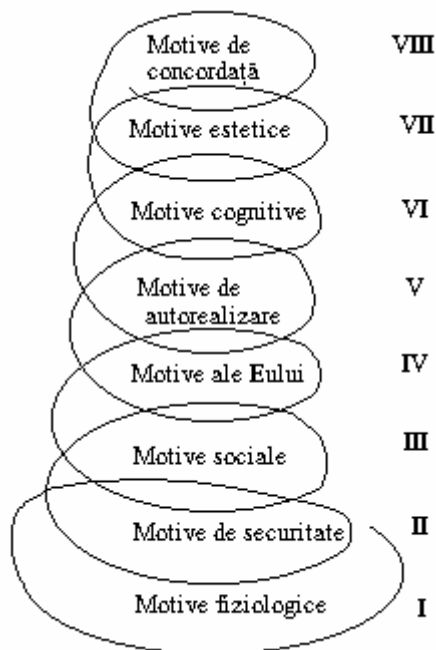 Motive de VIII
concordață
Motive estetice VII
Motive cognitive VI
Motive de V
autorealizare
Motive ale Eului IV
Motive sociale III
Motive de securitate II
Motive fiziologice I